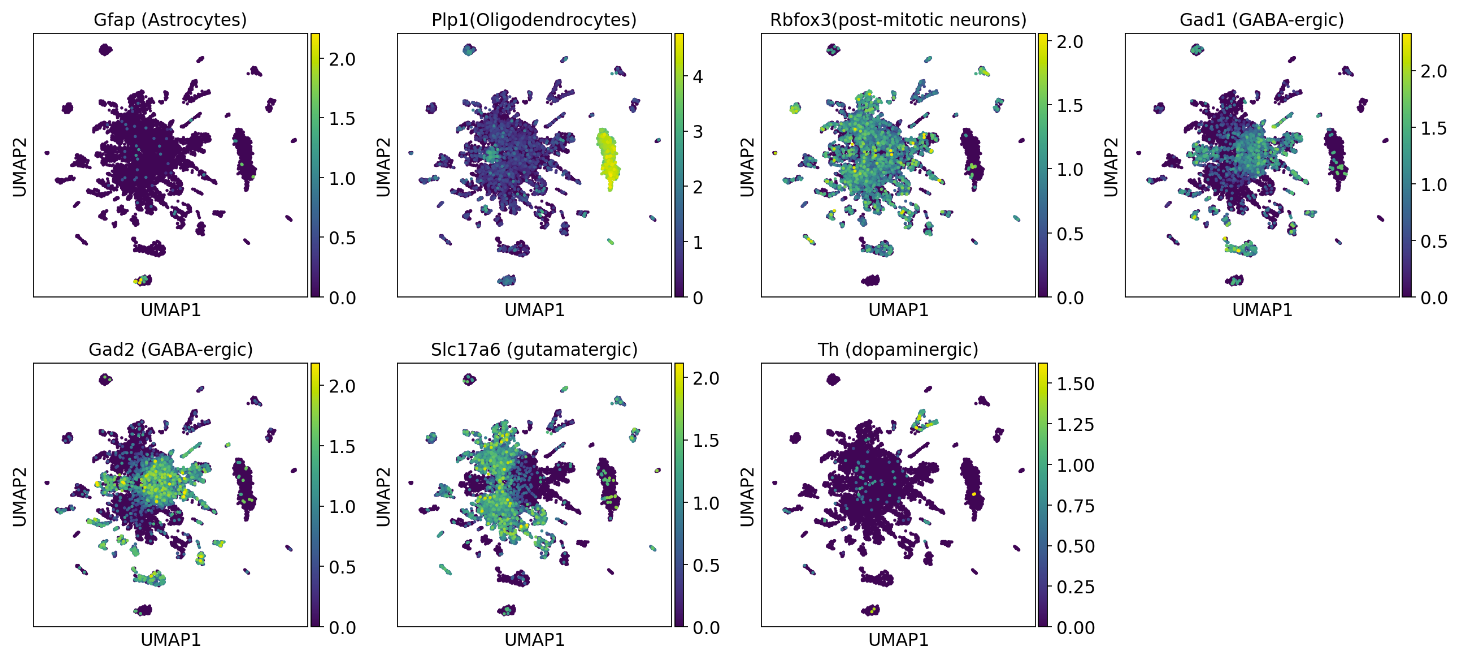 Gfap (Astrocytes)
UMAP2
UMAP1
2.0
1.5
1.0
0.5
0.0
Plp1(Oligodendrocytes)
UMAP2
UMAP1
4
3
2
1
0
Rbfox3(post-mitotic neurons)
UMAP2
UMAP1
2.0
1.5
1.0
0.5
0.0
Gad1 (GABA-ergic)
UMAP2
UMAP1
2.0
1.5
1.0
0.5
0.0
Gad2 (GABA-ergic)
UMAP2
UMAP1
2.0
1.5
1.0
0.5
0.0
Slc17a6 (gutamatergic)
UMAP2
UMAP1
2.0
1.5
1.0
0.5
0.0
Th (dopaminergic)
UMAP2
UMAP1
1.50
1.25
1.00
0.75
0.50
0.25
0.00